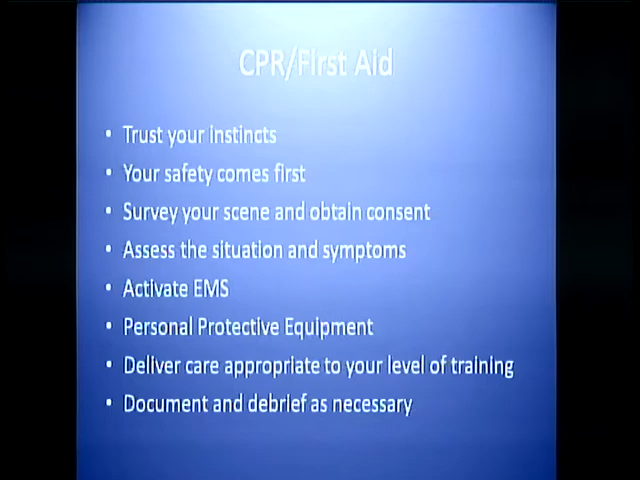 CPR/First Aid
• Trust your instincts
• Your safety comes first
• Survey your scene and obtain consent
• Assess the situation and symptoms
• Activate EMS
• Personal Protective Equipment
• Deliver care appropriate to your level of training
• Document and debrief as necessary